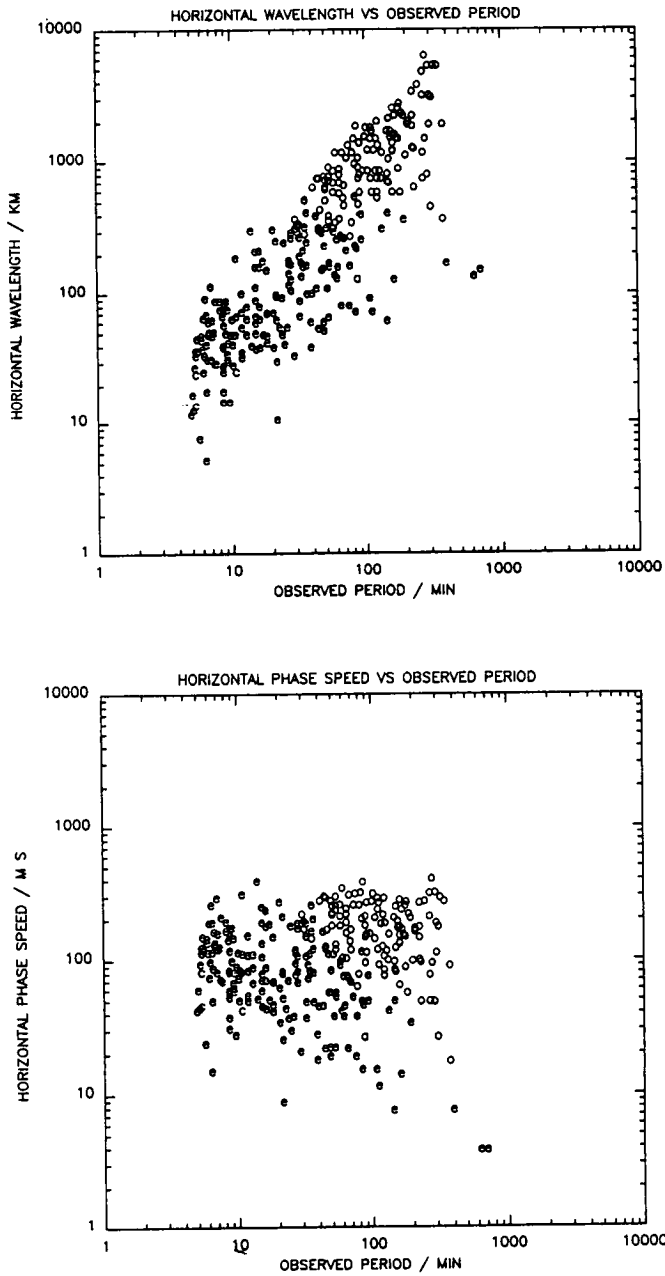 HORIZONTAL WAVELENGTH VS OBSERVED PERIOD
10000
1000
100
10
1
HORIZONTAL WAVELENGTH / KM
1 10 100 1000 10000
OBSERVED PERIOD / MIN
HORIZONTAL PHASE SPEED VS OBSERVED PERIOD
10000
1000
100
10
1
HORIZONTAL PHASE SPEED / M S
1 10 100 1000 10000
OBSERVED PERIOD / MIN